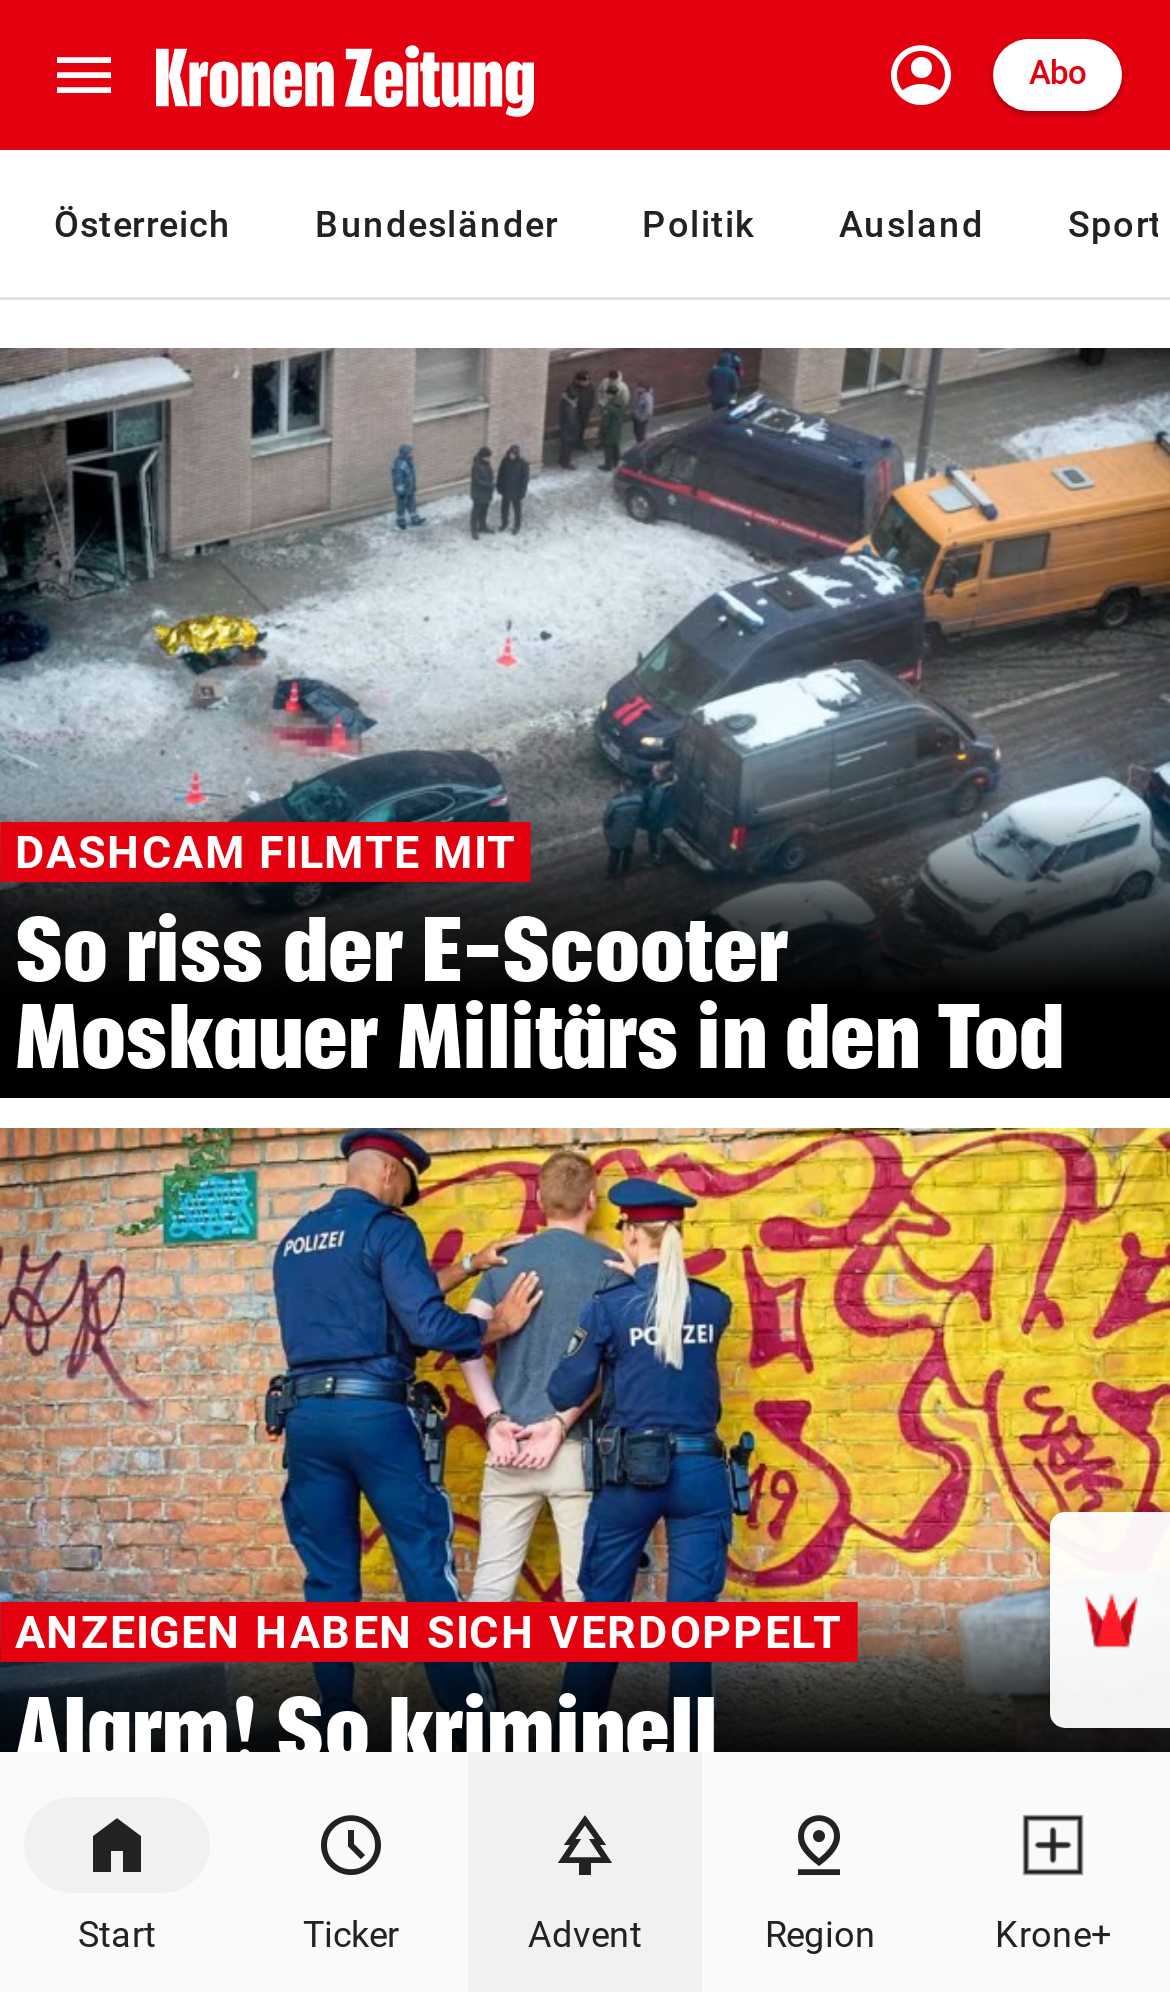 Kronen Zeitung
Abo
Österreich Bundesländer Politik Ausland Sport
DASHCAM FILMTE MIT
So riss der E-Scooter
Moskauer Militärs in den Tod
POLIZEI
POLIZEI
19
ANZEIGEN HABEN SICH VERDOPPELT
Alarm! So kriminell
Start Ticker Advent Region Krone+